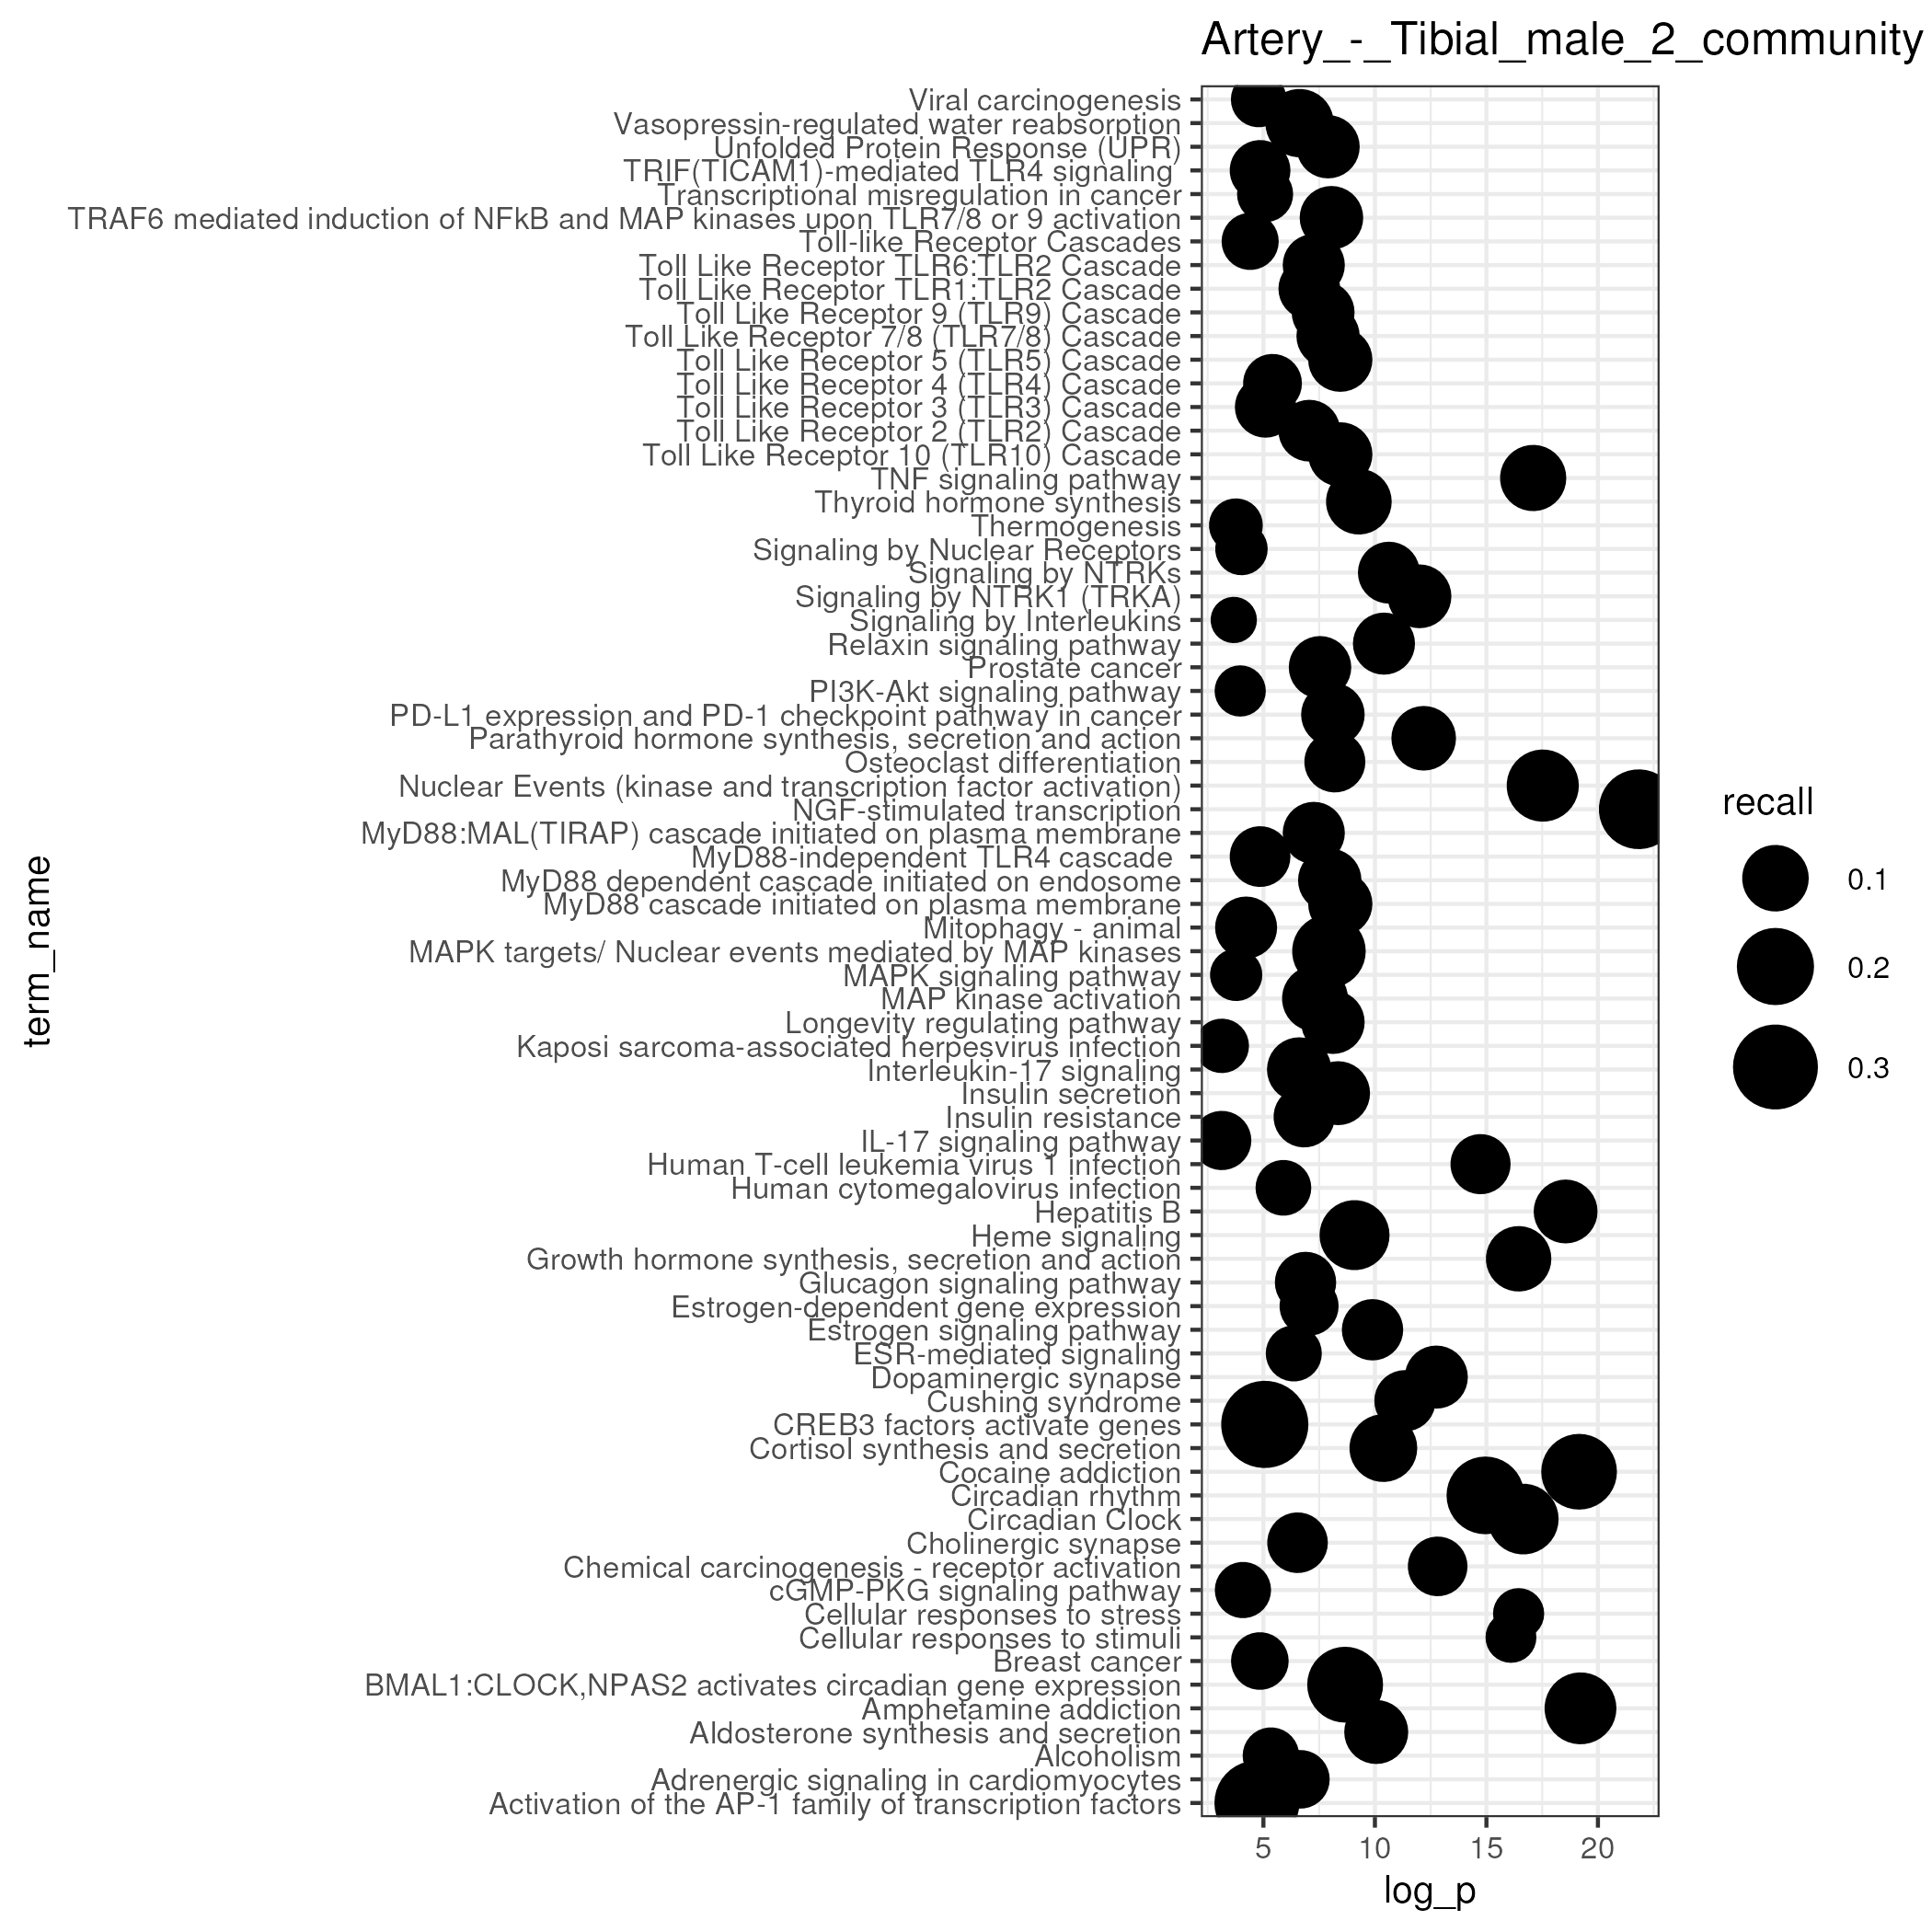 Artery_-_Tibial_male_2_community
Viral carcinogenesis
Vasopressin-regulated water reabsorption
Unfolded Protein Response (UPR)
TRIF(TICAM1)-mediated TLR4 signaling
Transcriptional misregulation in cancer
TRAF6 mediated induction of NFkB and MAP kinases upon TLR7/8 or 9 activation
Toll-like Receptor Cascades
Toll Like Receptor TLR6:TLR2 Cascade
Toll Like Receptor TLR1:TLR2 Cascade
Toll Like Receptor 9 (TLR9) Cascade
Toll Like Receptor 7/8 (TLR7/8) Cascade
Toll Like Receptor 5 (TLR5) Cascade
Toll Like Receptor 4 (TLR4) Cascade
Toll Like Receptor 3 (TLR3) Cascade
Toll Like Receptor 2 (TLR2) Cascade
Toll Like Receptor 10 (TLR10) Cascade
TNF signaling pathway
Thyroid hormone synthesis
Thermogenesis
Signaling by Nuclear Receptors
Signaling by NTRKs
Signaling by NTRK1 (TRKA)
Signaling by Interleukins
Relaxin signaling pathway
Prostate cancer
PI3K-Akt signaling pathway
PD-L1 expression and PD-1 checkpoint pathway in cancer
Parathyroid hormone synthesis, secretion and action
Osteoclast differentiation
Nuclear Events (kinase and transcription factor activation)
NGF-stimulated transcription
MyD88:MAL(TIRAP) cascade initiated on plasma membrane
MyD88-independent TLR4 cascade
MyD88 dependent cascade initiated on endosome
MyD88 cascade initiated on plasma membrane
Mitophagy - animal
MAPK targets/ Nuclear events mediated by MAP kinases
MAPK signaling pathway
MAP kinase activation
Longevity regulating pathway
Kaposi sarcoma-associated herpesvirus infection
Interleukin-17 signaling
Insulin secretion
Insulin resistance
IL-17 signaling pathway
Human T-cell leukemia virus 1 infection
Human cytomegalovirus infection
Hepatitis B
Heme signaling
Growth hormone synthesis, secretion and action
Glucagon signaling pathway
Estrogen-dependent gene expression
Estrogen signaling pathway
ESR-mediated signaling
Dopaminergic synapse
Cushing syndrome
CREB3 factors activate genes
Cortisol synthesis and secretion
Cocaine addiction
Circadian rhythm
Circadian Clock
Cholinergic synapse
Chemical carcinogenesis - receptor activation
cGMP-PKG signaling pathway
Cellular responses to stress
Cellular responses to stimuli
Breast cancer
BMAL1:CLOCK,NPAS2 activates circadian gene expression
Amphetamine addiction
Aldosterone synthesis and secretion
Alcoholism
Adrenergic signaling in cardiomyocytes
Activation of the AP-1 family of transcription factors
term_name
5 10 15 20
log_p
recall
0.1
0.2
0.3